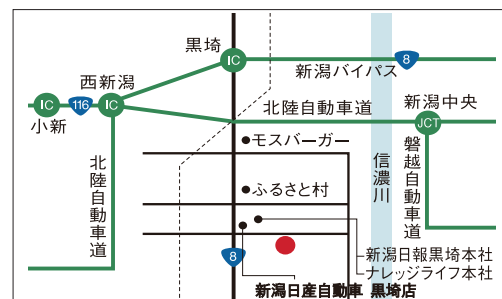 黒埼
IC
8
新潟バイパス
西新潟
IC
116
IC
小新
北陸自動車道
新潟中央
JCT
北陸自動車道
モスバーガー
信濃川
磐越自動車道
ふるさと村
8
新潟日報黒埼本社
ナレッジライフ本社
新潟日産自動車 黒埼店